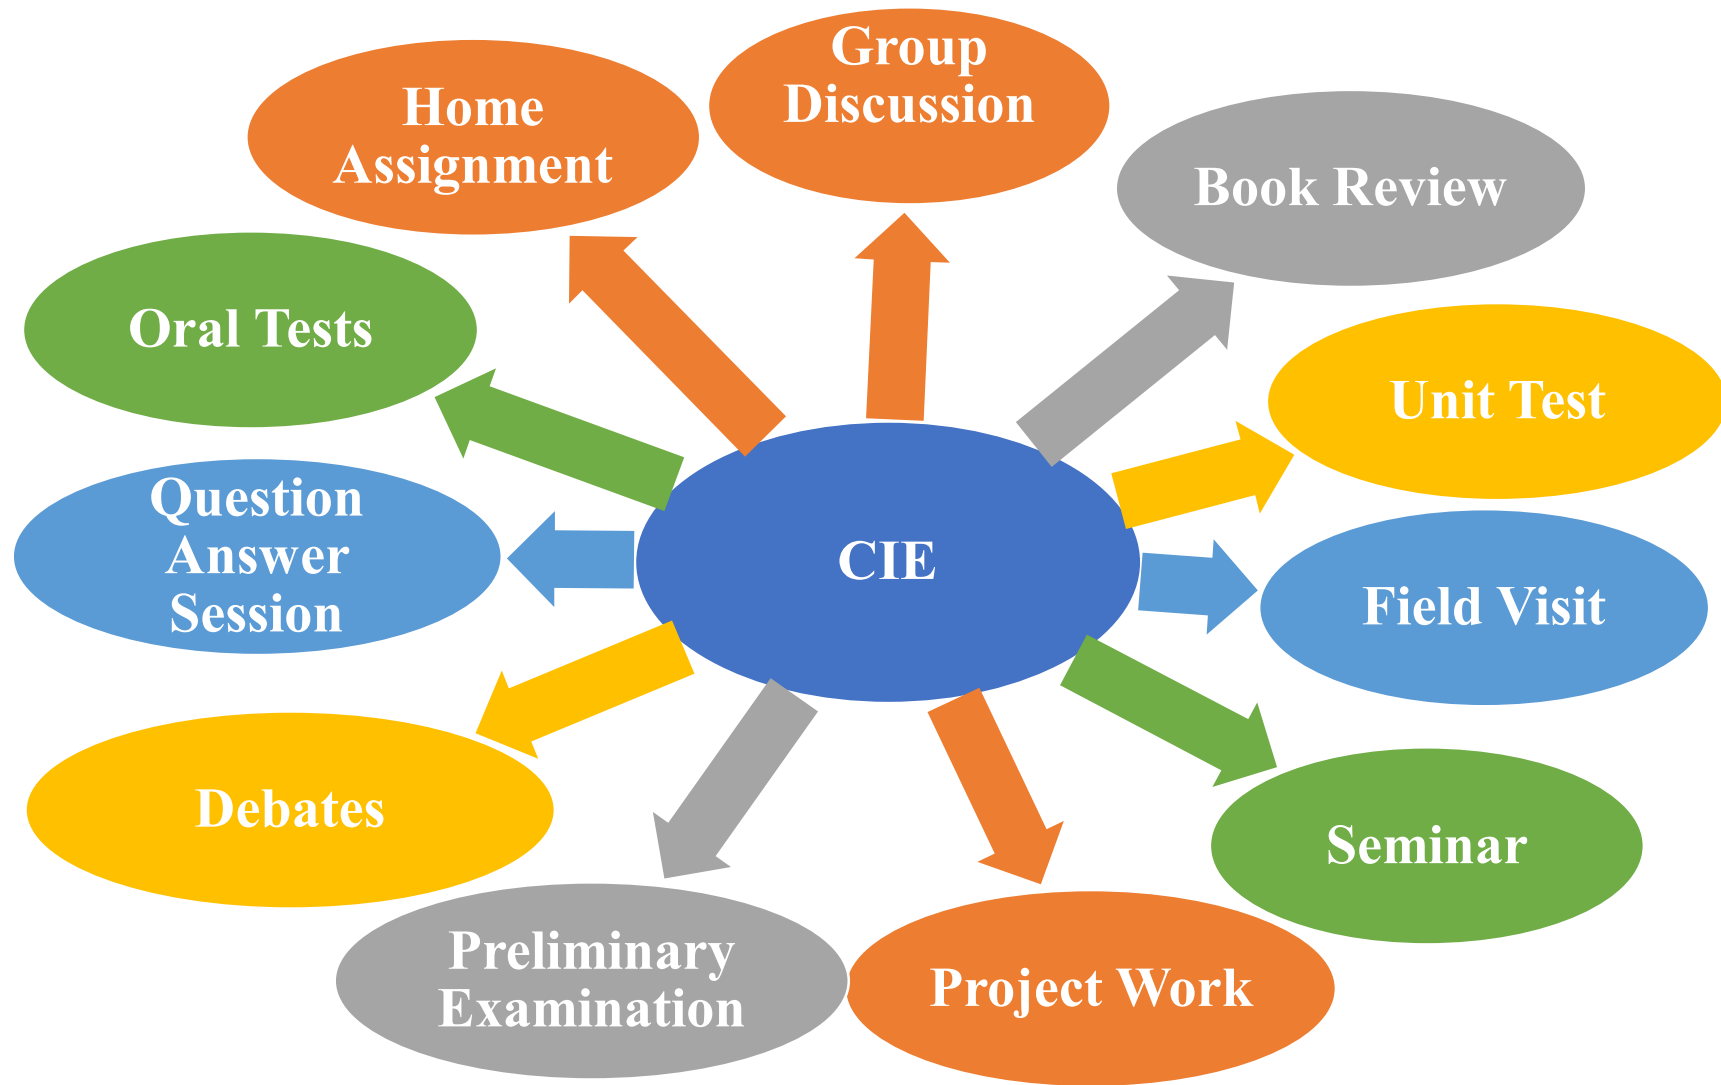 Group
Discussion
Home
Assignment
Book Review
Oral Tests
Unit Test
Question
Answer
Session
CIE
Field Visit
Debates
Seminar
Preliminary
Examination
Project Work